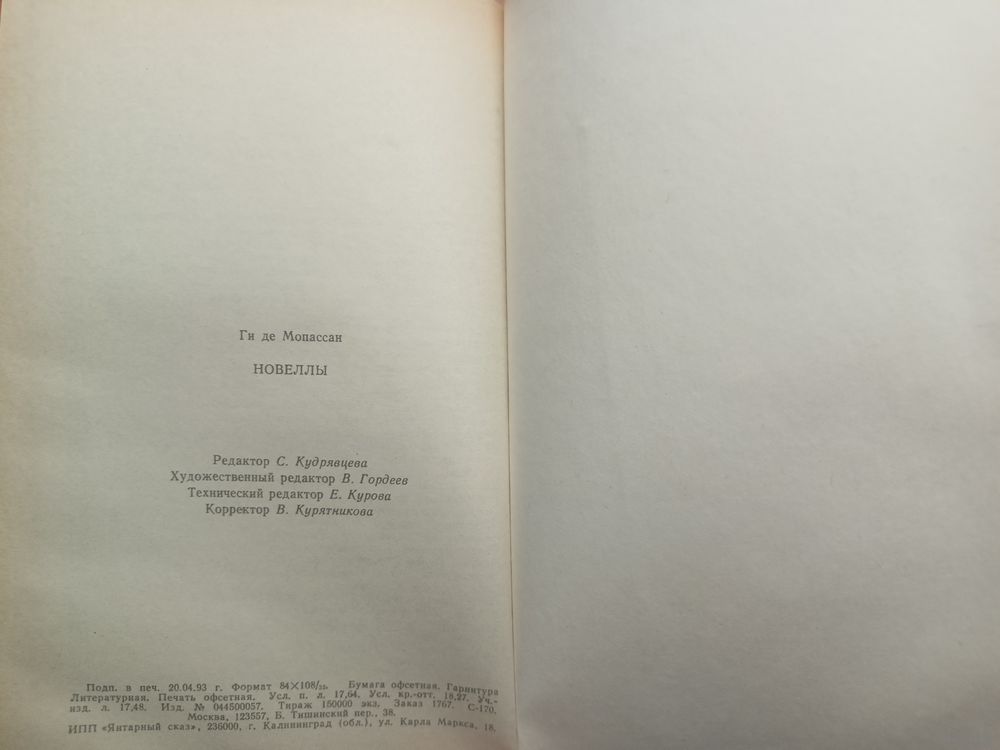 Ги де Мопассан
НОВЕЛЛЫ
Редактор С. Кудрявцева
Художественный редактор В. Гордеев
Технический редактор Е. Курова
Корректор В. Курятникова
Подп. в печ. 20.04.93 г. Формат 84×108/32. Бумага офсетная. Гарнитура
Литературная. Печать офсетная. Усл. п. л. 17,64. Усл. кр.-отт. 18,27. Уч.-
изд. л. 17,48. Изд. № 044500057. Тираж 150000 экз. Заказ 1767. С-170.
Москва, 123557, Б. Тишинский пер., 38.
ИПП «Янтарный сказ», 236000, г. Калининград (обл.), ул. Карла Маркса, 18.